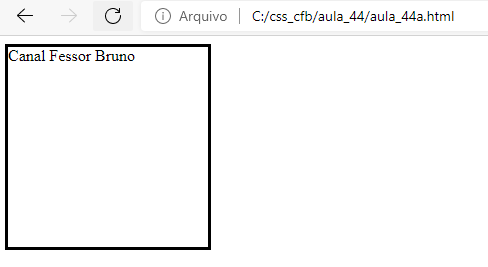 Arquivo C:/css_cfb/aula_44/aula_44a.html
Canal Fessor Bruno